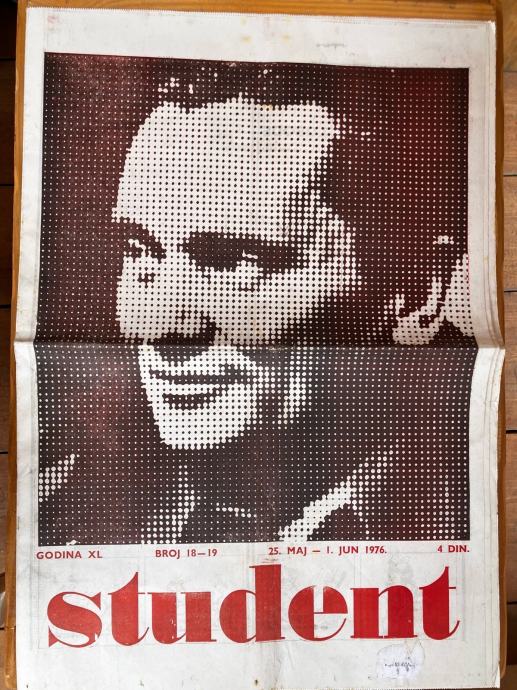 GODINA XL BROJ 18—19 25. MAJ — 1. JUN 1976. 4 DIN.
student